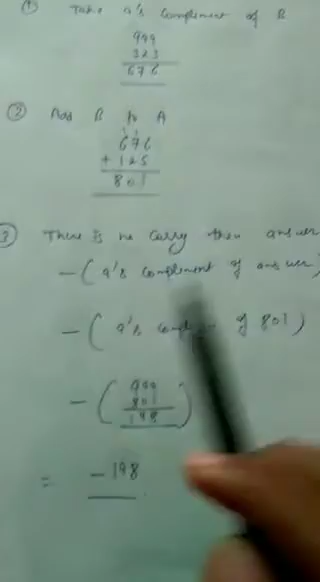 ① Take 9's complement of B
999
323
676
② Add B to A
676
+ 125
801
③ There is no carry then answer
- ( 9's complement of answer)
- ( 9's of 801 )
- ( 999
801
198 )
= - 198